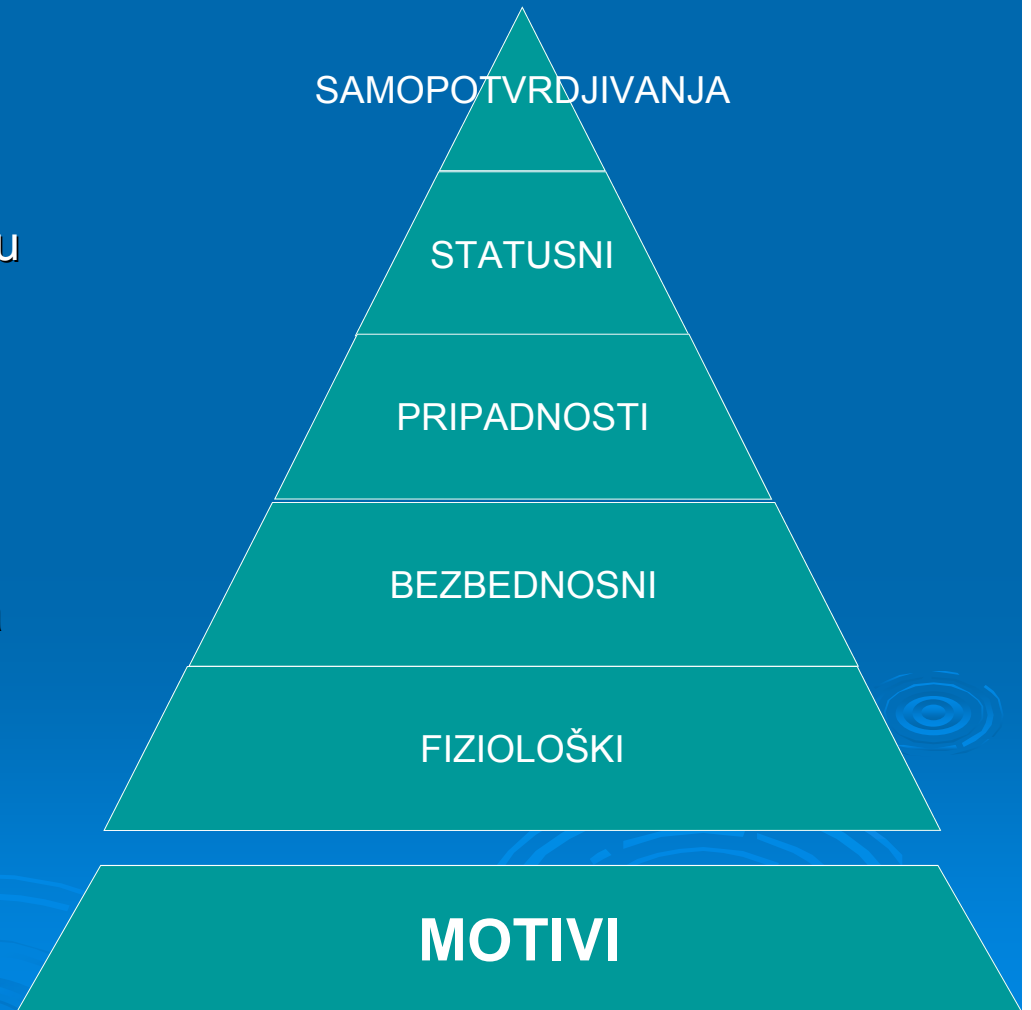 SAMOPOTVRDJIVANJA
u
STATUSNI
PRIPADNOSTI
BEZBEDNOSNI
FIZIOLOŠKI
MOTIVI